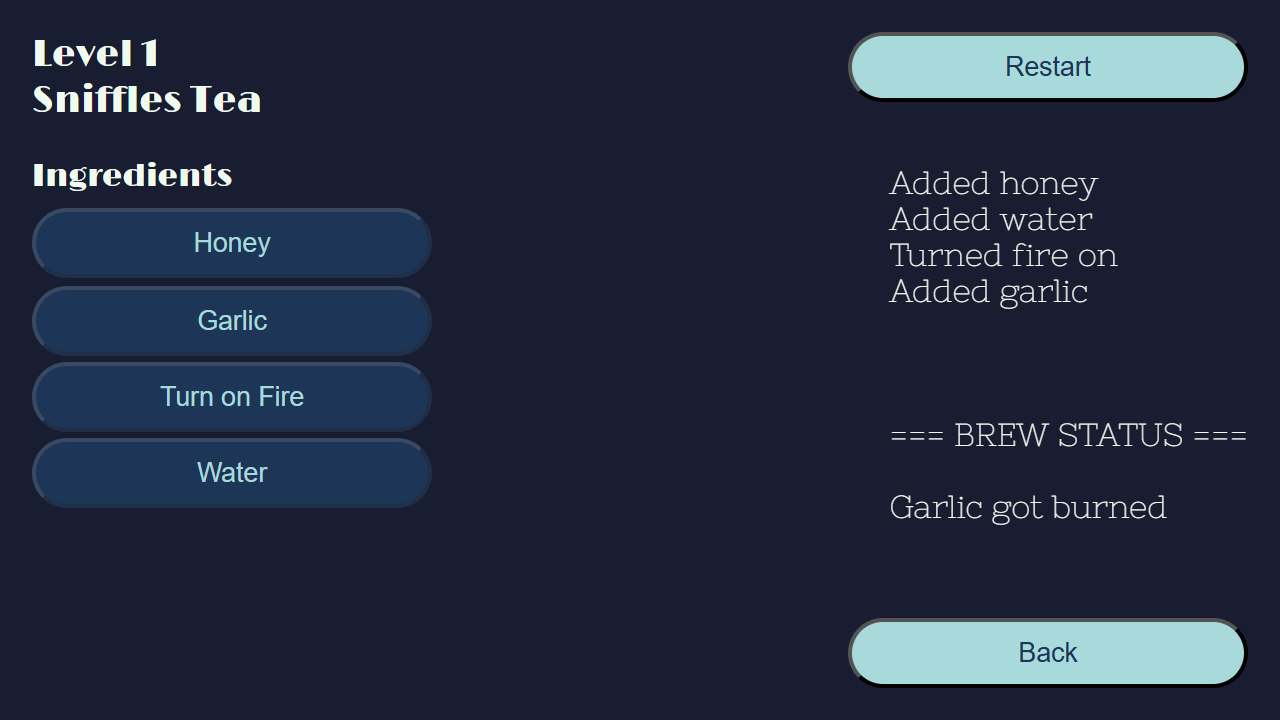 Level 1
Sniffles Tea
Ingredients
Honey
Garlic
Turn on Fire
Water
Restart
Added honey
Added water
Turned fire on
Added garlic
=== BREW STATUS ===
Garlic got burned
Back